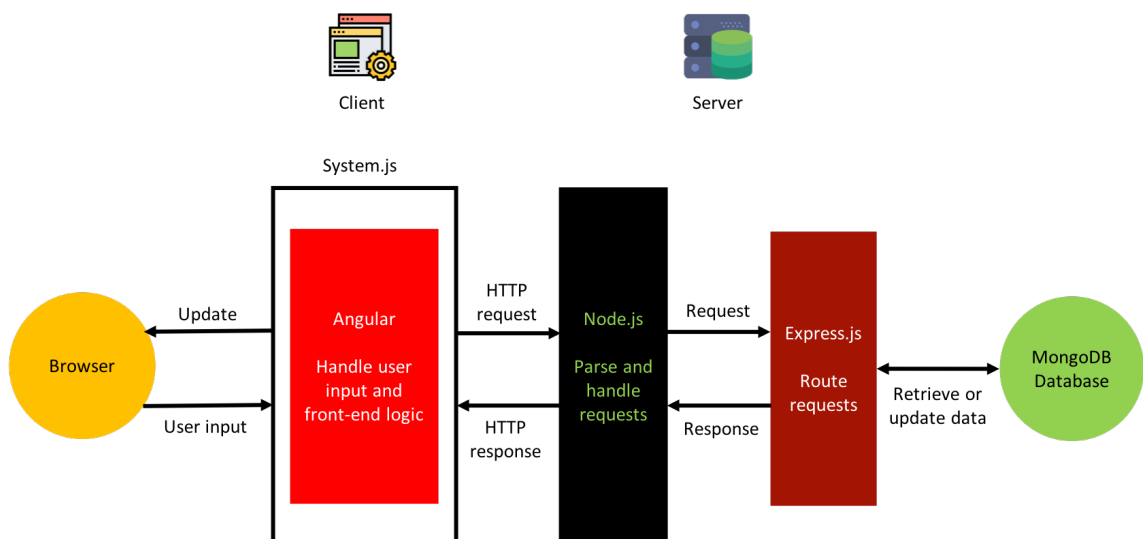 Client
Server
System.js
Browser
Update
User input
Angular
Handle user
input and
front-end logic
HTTP
request
HTTP
response
Node.js
Parse and
handle
requests
Request
Response
Express.js
Route
requests
Retrieve or
update data
MongoDB
Database